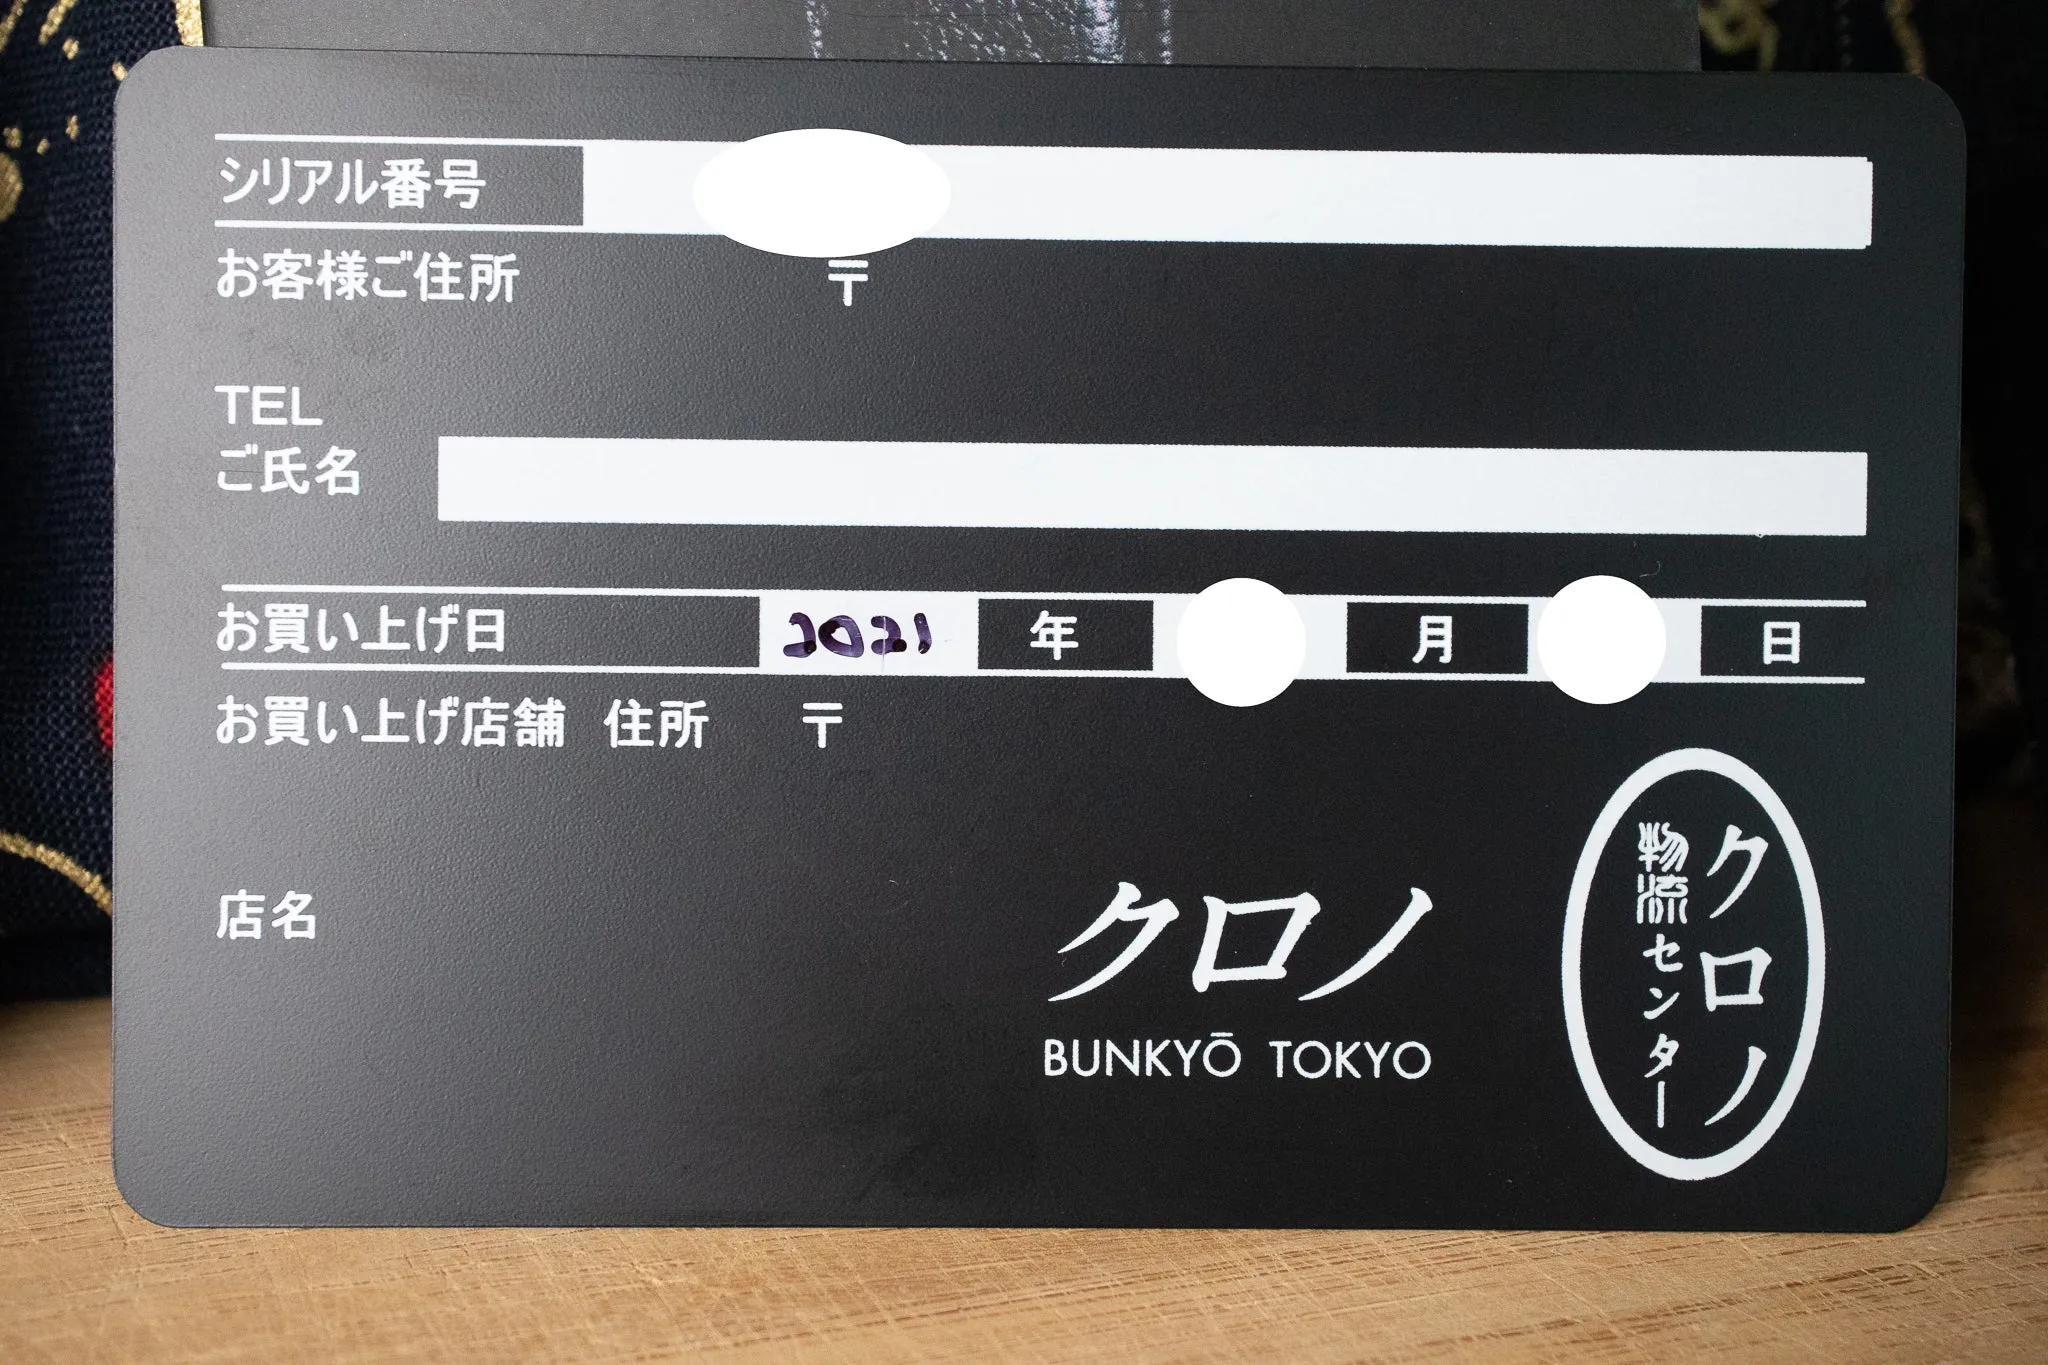 シリアル番号
お客様ご住所 〒
TEL
ご氏名
お買い上げ日 2021 年 月 日
お買い上げ店舗 住所 〒
店名
クロノ
BUNKYŌ TOKYO
クロノ
物流センター